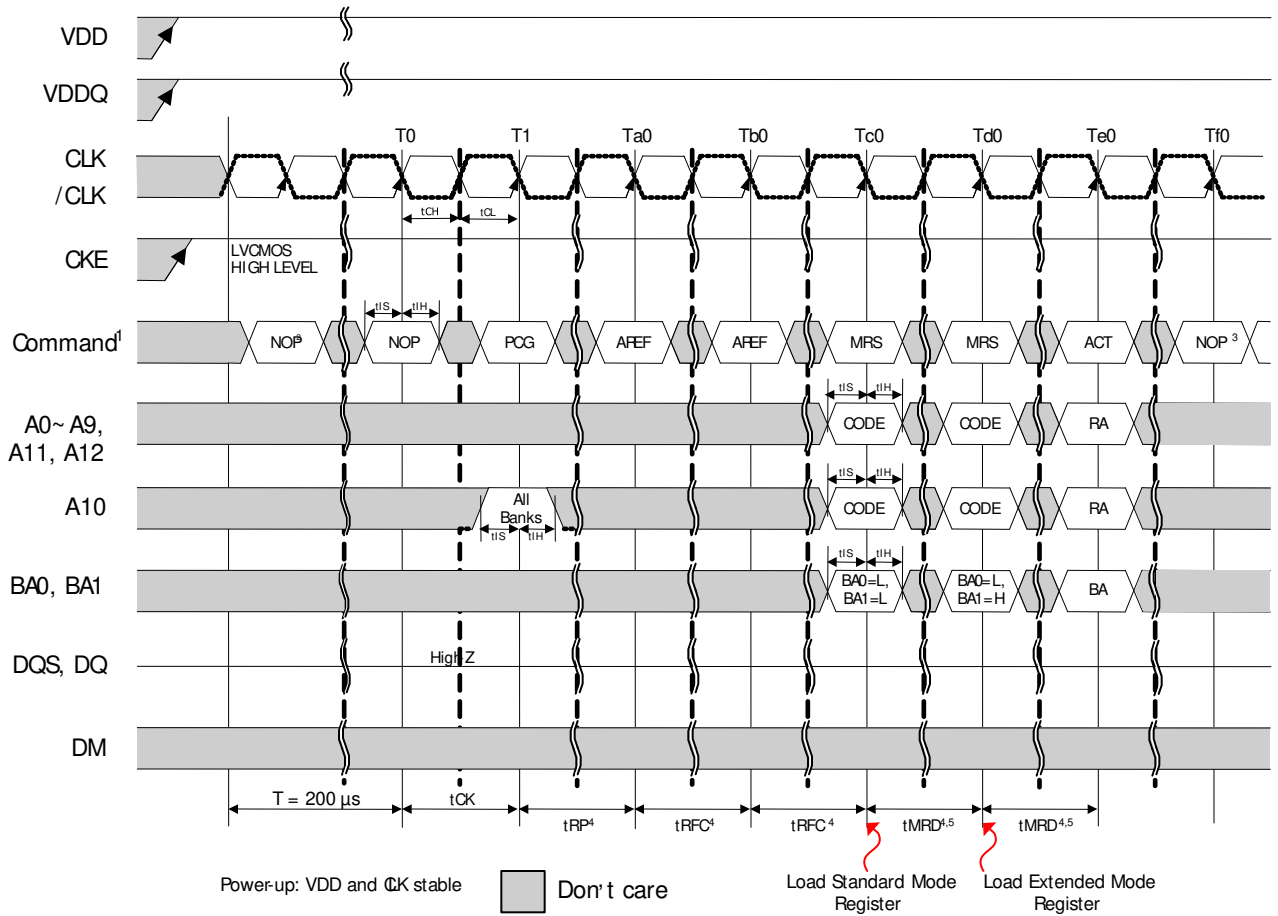 VDD
VDDQ
T0 T1 Ta0 Tb0 Tc0 Td0 Te0 Tf0
CLK
/CLK
tCH tCL
CKE
LVCMOS
HIGH LEVEL
tIS tIH
Command1 NOP3 NOP PCG AREF AREF MRS MRS ACT NOP 3
tIS tIH
A0~A9,
A11, A12
CODE CODE RA
tIS tIH
A10
All
Banks
tIS tIH
CODE CODE RA
tIS tIH
BA0, BA1
BA0=L,
BA1=L
BA0=L,
BA1=H
BA
DQS, DQ
High-Z
DM
T = 200 µs tCK tRP4 tRFC4 tRFC 4 tMRD4,5 tMRD4,5
Power-up: VDD and CLK stable
Don't care
Load Standard Mode
Register
Load Extended Mode
Register